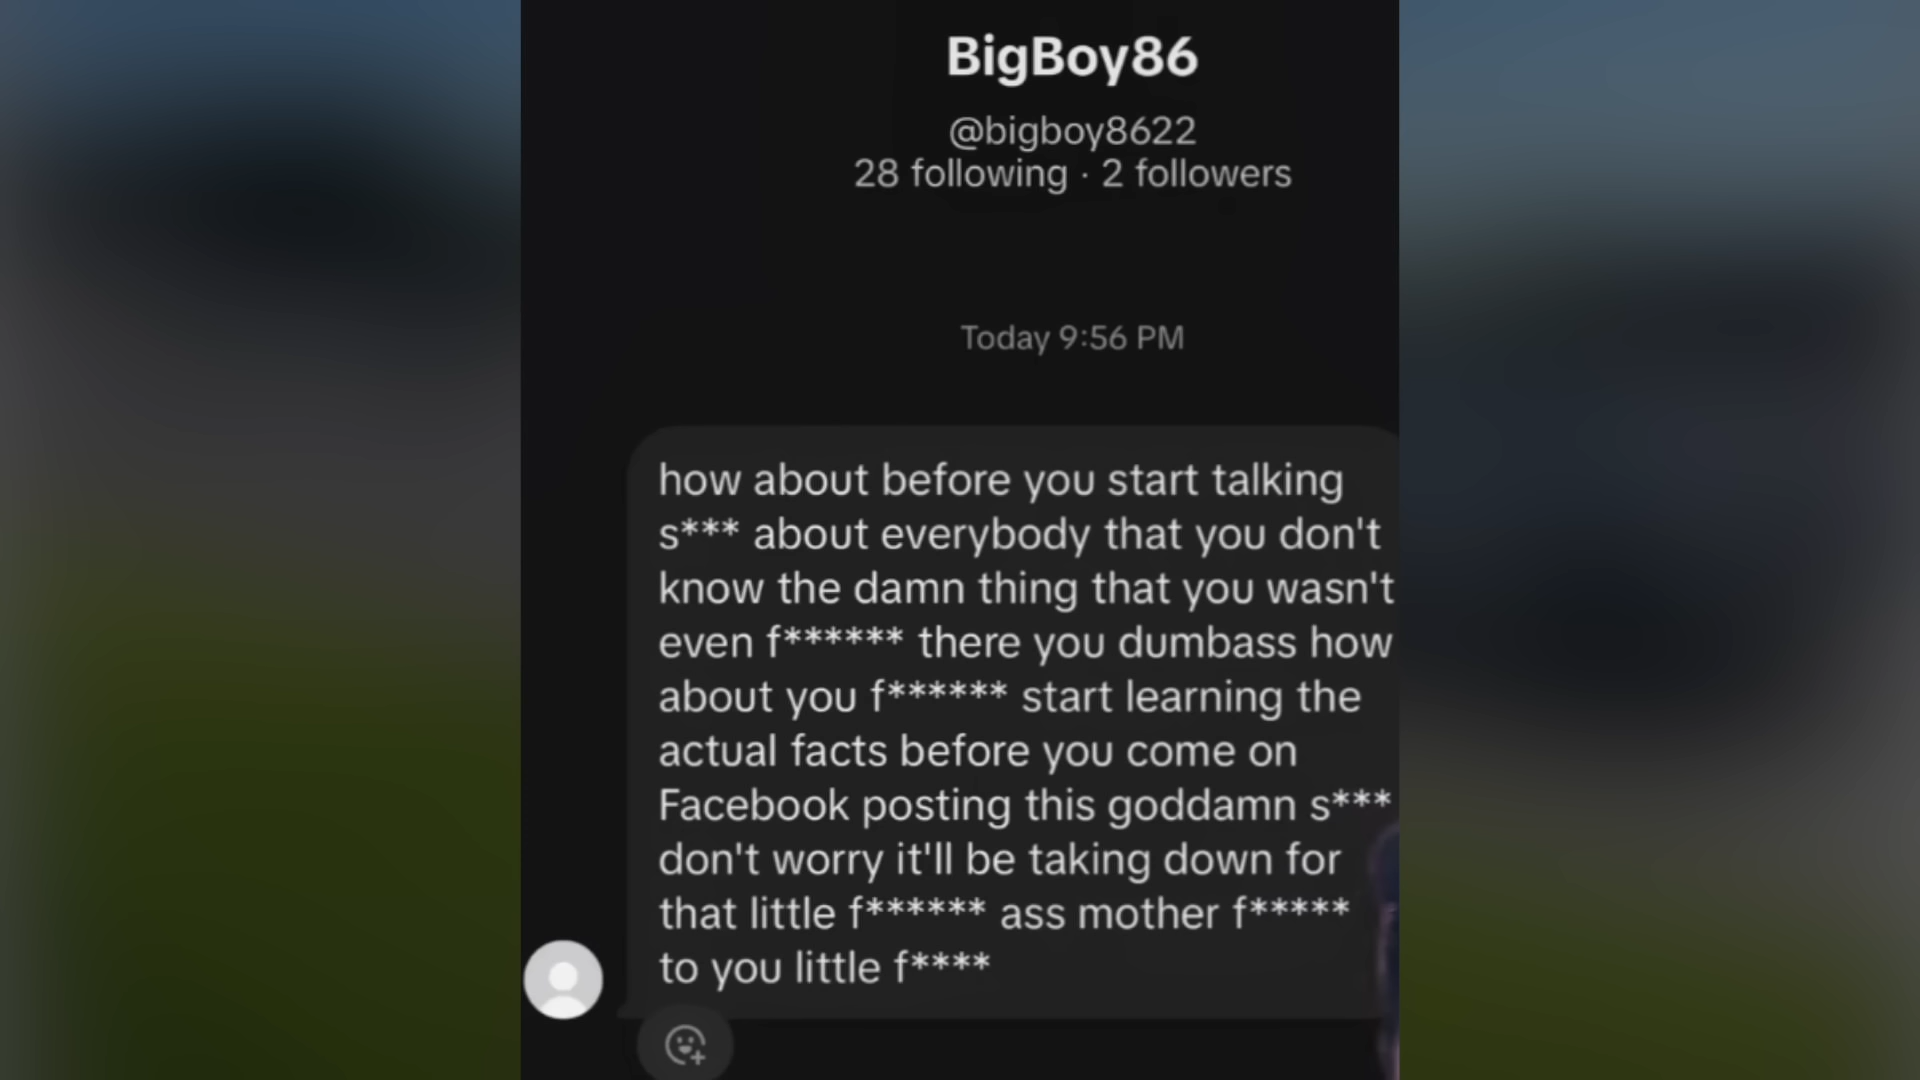 BigBoy86
@bigboy8622
28 following · 2 followers
Today 9:56 PM
how about before you start talking
s*** about everybody that you don't
know the damn thing that you wasn't
even f****** there you dumbass how
about you f****** start learning the
actual facts before you come on
Facebook posting this goddamn s***
don't worry it'll be taking down for
that little f****** ass mother f*****
to you little f****